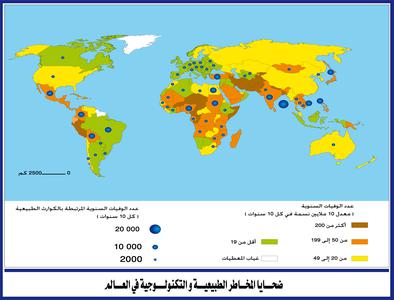 2500 كم
0
عدد الوفيات السنوية
(معدل 10 ملايين نسمة في كل 10 سنوات)
أكثر من 200
من 50 إلى 199
من 20 إلى 49
أقل من 19
غياب المعطيات
عدد الوفيات السنوية المرتبطة بالكوارث الطبيعية
(كل 10 سنوات)
20 000
10 000
2000
ضحايا المخاطر الطبيعية و التكنولوجية في العالم